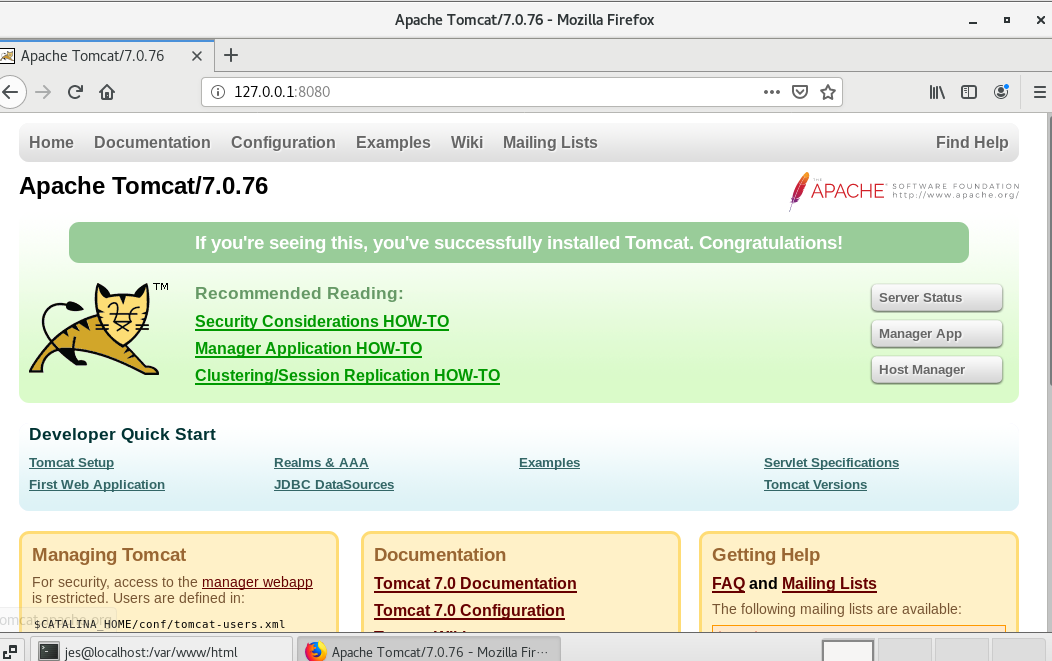 Apache Tomcat/7.0.76 - Mozilla Firefox
Apache Tomcat/7.0.76
127.0.0.1:8080
Home Documentation Configuration Examples Wiki Mailing Lists Find Help
Apache Tomcat/7.0.76
THE APACHE SOFTWARE FOUNDATION
http://www.apache.org/
If you're seeing this, you've successfully installed Tomcat. Congratulations!
TM
Recommended Reading:
Security Considerations HOW-TO
Manager Application HOW-TO
Clustering/Session Replication HOW-TO
Server Status
Manager App
Host Manager
Developer Quick Start
Tomcat Setup Realms & AAA Examples Servlet Specifications
First Web Application JDBC DataSources Tomcat Versions
Managing Tomcat
For security, access to the manager webapp
is restricted. Users are defined in:
$CATALINA_HOME/conf/tomcat-users.xml
Documentation
Tomcat 7.0 Documentation
Tomcat 7.0 Configuration
Getting Help
FAQ and Mailing Lists
The following mailing lists are available:
jes@localhost:/var/www/html
Apache Tomcat/7.0.76 - Mozilla Fir···